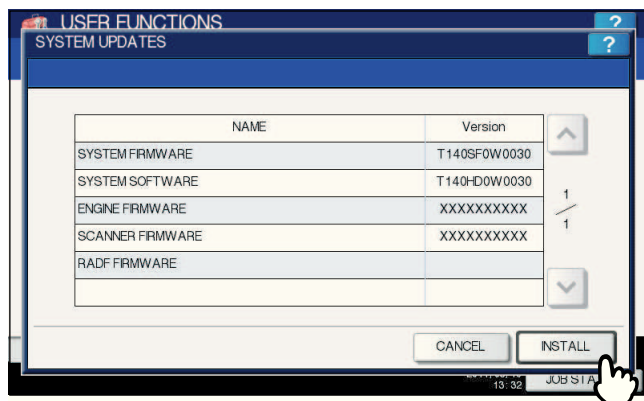 USER FUNCTIONS ?
SYSTEM UPDATES ?
NAME Version
SYSTEM FIRMWARE T140SF0W0030
SYSTEM SOFTWARE T140HD0W0030
ENGINE FIRMWARE XXXXXXXXXX
SCANNER FIRMWARE XXXXXXXXXX
RADF FIRMWARE
1
1
CANCEL INSTALL
13:32 JOB STA